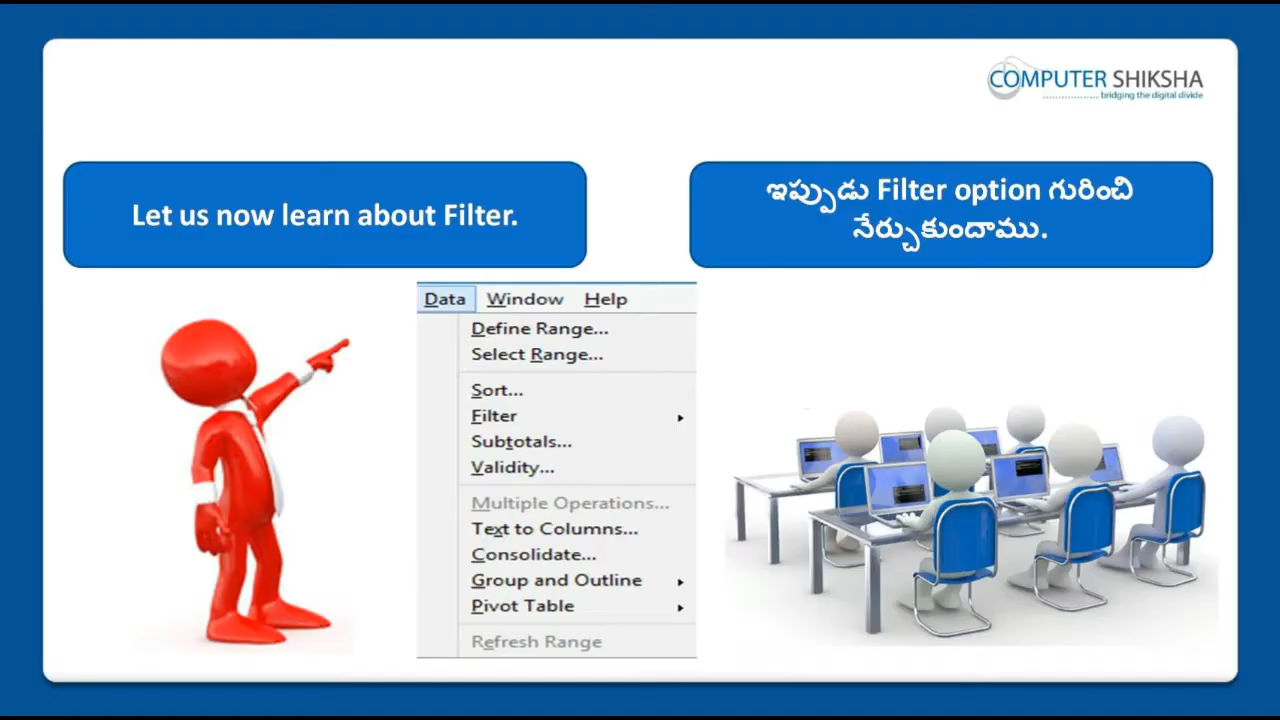 COMPUTER SHIKSHA
bridging the digital divide
Let us now learn about Filter.
ఇప్పుడు Filter option గురించి
నేర్చుకుందాము.
Data Window Help
Define Range...
Select Range...
Sort...
Filter
Subtotals...
Validity...
Multiple Operations...
Text to Columns...
Consolidate...
Group and Outline
Pivot Table
Refresh Range